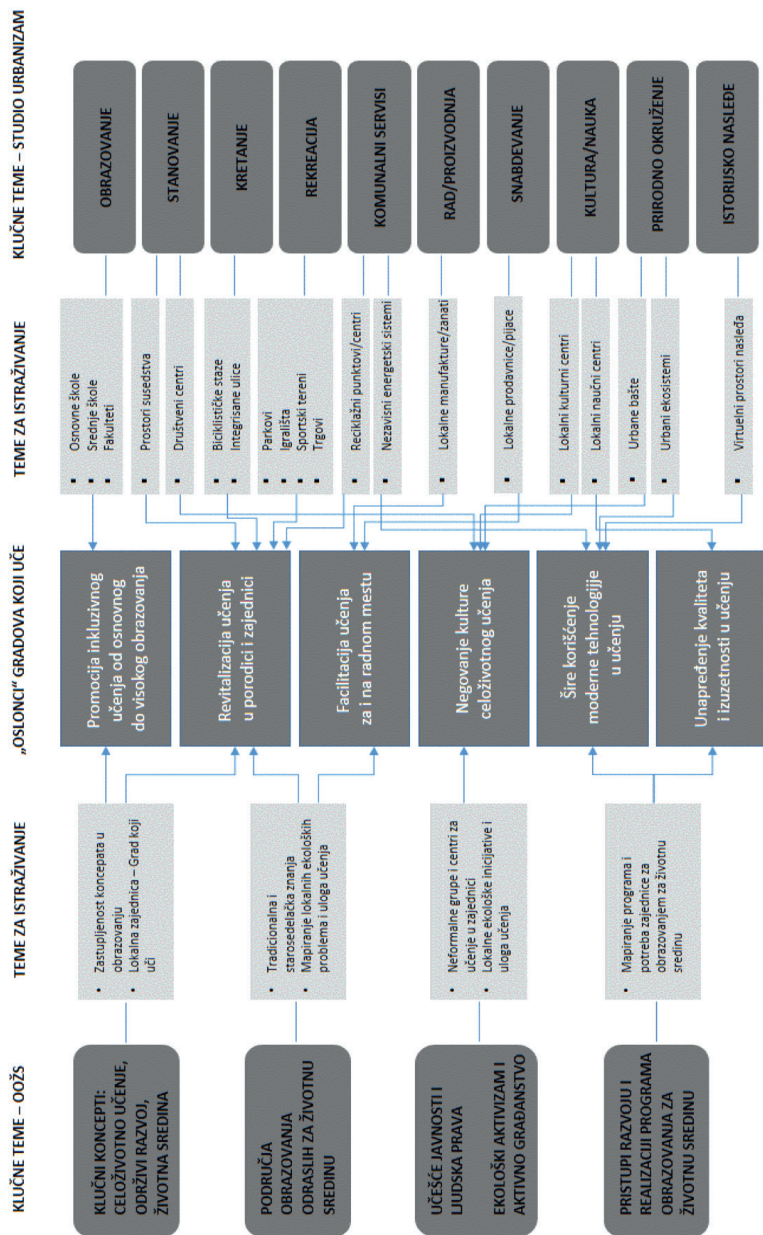 KLJUČNE TEME – OOŽS
KLJUČNI KONCEPTI:
CELOŽIVOTNO UČENJE,
ODRŽIVI RAZVOJ,
ŽIVOTNA SREDINA
PODRUČJA
OBRAZOVANJA
ODRASLIH ZA ŽIVOTNU
SREDINU
UČEŠĆE JAVNOSTI I
LJUDSKA PRAVA
EKOLOŠKI AKTIVIZAM I
AKTIVNO GRAĐANSTVO
PRISTUPI RAZVOJU I
REALIZACIJI PROGRAMA
OBRAZOVANJA ZA
ŽIVOTNU SREDINU
TEME ZA ISTRAŽIVANJE
• Zastupljenost koncepata u
obrazovanju
• Lokalna zajednica – Grad koji
uči
• Tradicionalna i
starosedelačka znanja
• Mapiranje lokalnih ekoloških
problema i uloga učenja
• Neformalne grupe i centri za
učenje u zajednici
• Lokalne ekološke inicijative i
uloga učenja
• Mapiranje programa i
potreba zajednice za
obrazovanjem za životnu
sredinu
„OSLONCI“ GRADOVA KOJI UČE
Promocija inkluzivnog
učenja od osnovnog
do visokog obrazovanja
Revitalizacija učenja
u porodici i zajednici
Facilitacija učenja
za i na radnom mestu
Negovanje kulture
celoživotnog učenja
Šire korišćenje
moderne tehnologijje
u učenju
Unapređenje kvaliteta
i izuzetnosti u učenju
TEME ZA ISTRAŽIVANJE
▪ Osnovne škole
▪ Srednje škole
▪ Fakulteti
▪ Prostori susedstva
▪ Društveni centri
▪ Biciklističke staze
▪ Integrisane ulice
▪ Parkovi
▪ Igrališta
▪ Sportski tereni
▪ Trgovi
▪ Reciklažni punktovi/centri
▪ Nezavisni energetski sistemi
▪ Lokalne manufakture/zanati
▪ Lokalne prodavnice/pijace
▪ Lokalni kulturni centri
▪ Lokalni naučni centri
▪ Urbane bašte
▪ Urbani ekosistemi
▪ Virtuelni prostori nasleđa
KLJUČNE TEME – STUDIO URBANIZAM
OBRAZOVANJE
STANOVANJE
KRETANJE
REKREACIJA
KOMUNALNI SERVISI
RAD/PROIZVODNJA
SNABDEVANJE
KULTURA/NAUKA
PRIRODNO OKRUŽENJE
ISTORIJSKO NASLEĐE